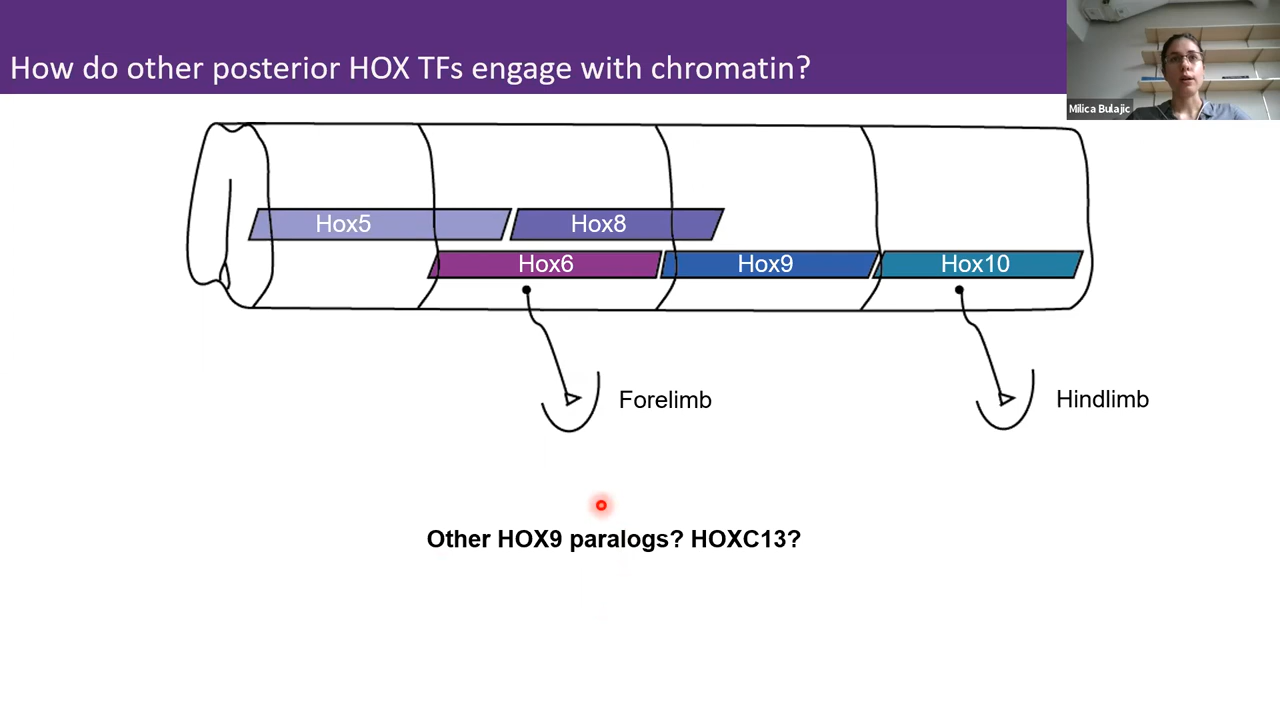 How do other posterior HOX TFs engage with chromatin?
Milica Bulajic
Hox5
Hox8
Hox6
Hox9
Hox10
Forelimb
Hindlimb
Other HOX9 paralogs? HOXC13?